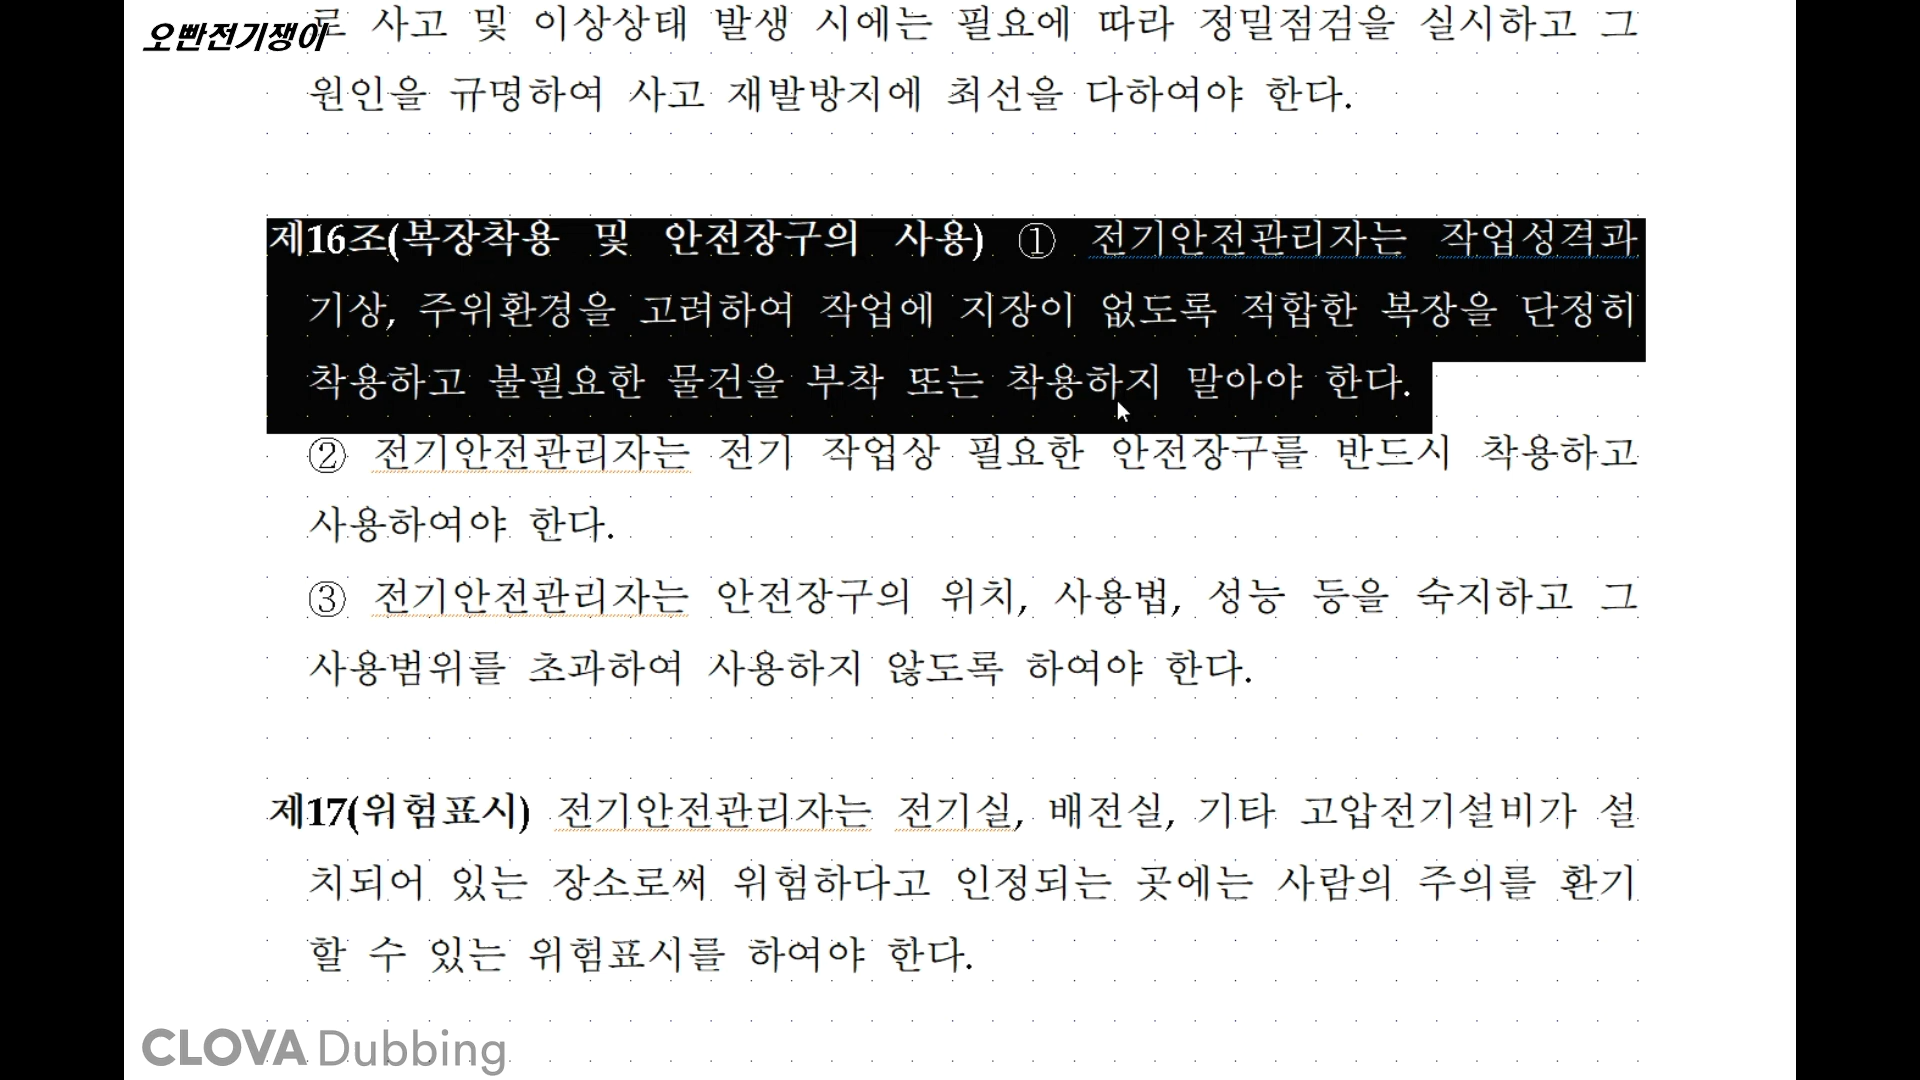 오빤전기쟁이
로 사고 및 이상상태 발생 시에는 필요에 따라 정밀점검을 실시하고 그
원인을 규명하여 사고 재발방지에 최선을 다하여야 한다.
제16조(복장착용 및 안전장구의 사용) ① 전기안전관리자는 작업성격과
기상, 주위환경을 고려하여 작업에 지장이 없도록 적합한 복장을 단정히
착용하고 불필요한 물건을 부착 또는 착용하지 말아야 한다.
② 전기안전관리자는 전기 작업상 필요한 안전장구를 반드시 착용하고
사용하여야 한다.
③ 전기안전관리자는 안전장구의 위치, 사용법, 성능 등을 숙지하고 그
사용범위를 초과하여 사용하지 않도록 하여야 한다.
제17(위험표시) 전기안전관리자는 전기실, 배전실, 기타 고압전기설비가 설
치되어 있는 장소로써 위험하다고 인정되는 곳에는 사람의 주의를 환기
할 수 있는 위험표시를 하여야 한다.
CLOVA Dubbing